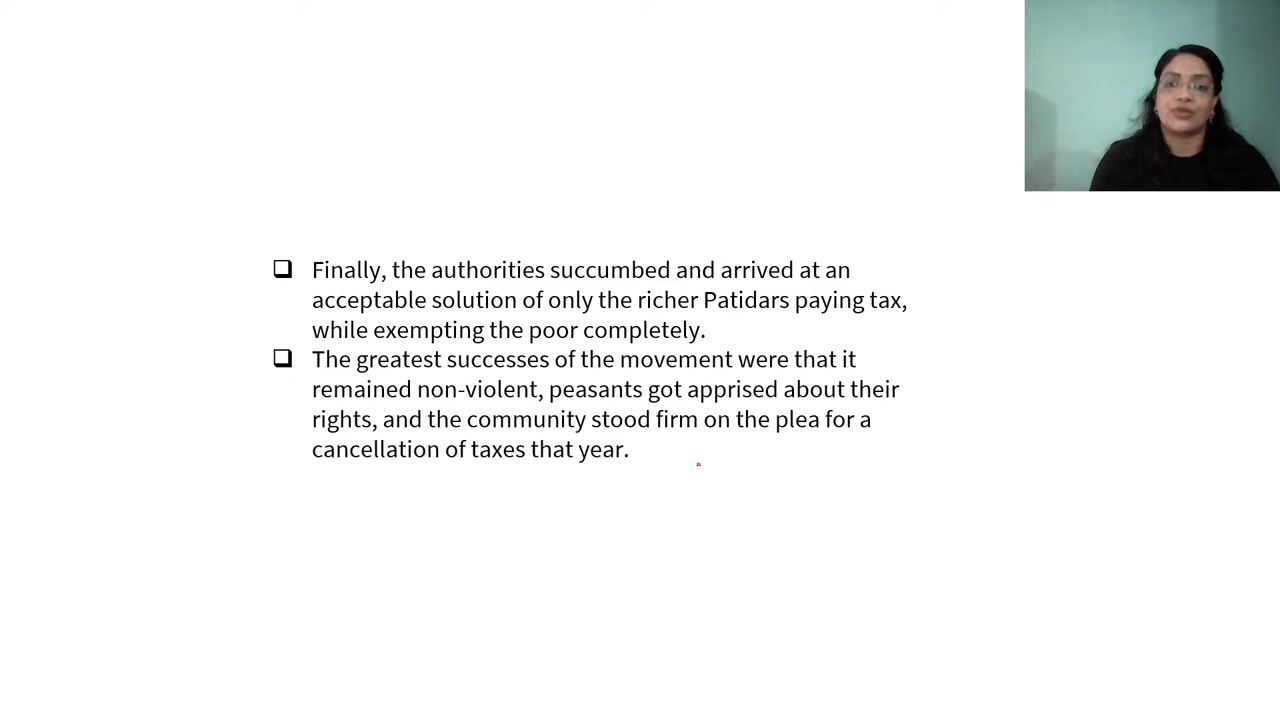 ❏ Finally, the authorities succumbed and arrived at an
acceptable solution of only the richer Patidars paying tax,
while exempting the poor completely.
❏ The greatest successes of the movement were that it
remained non-violent, peasants got apprised about their
rights, and the community stood firm on the plea for a
cancellation of taxes that year.